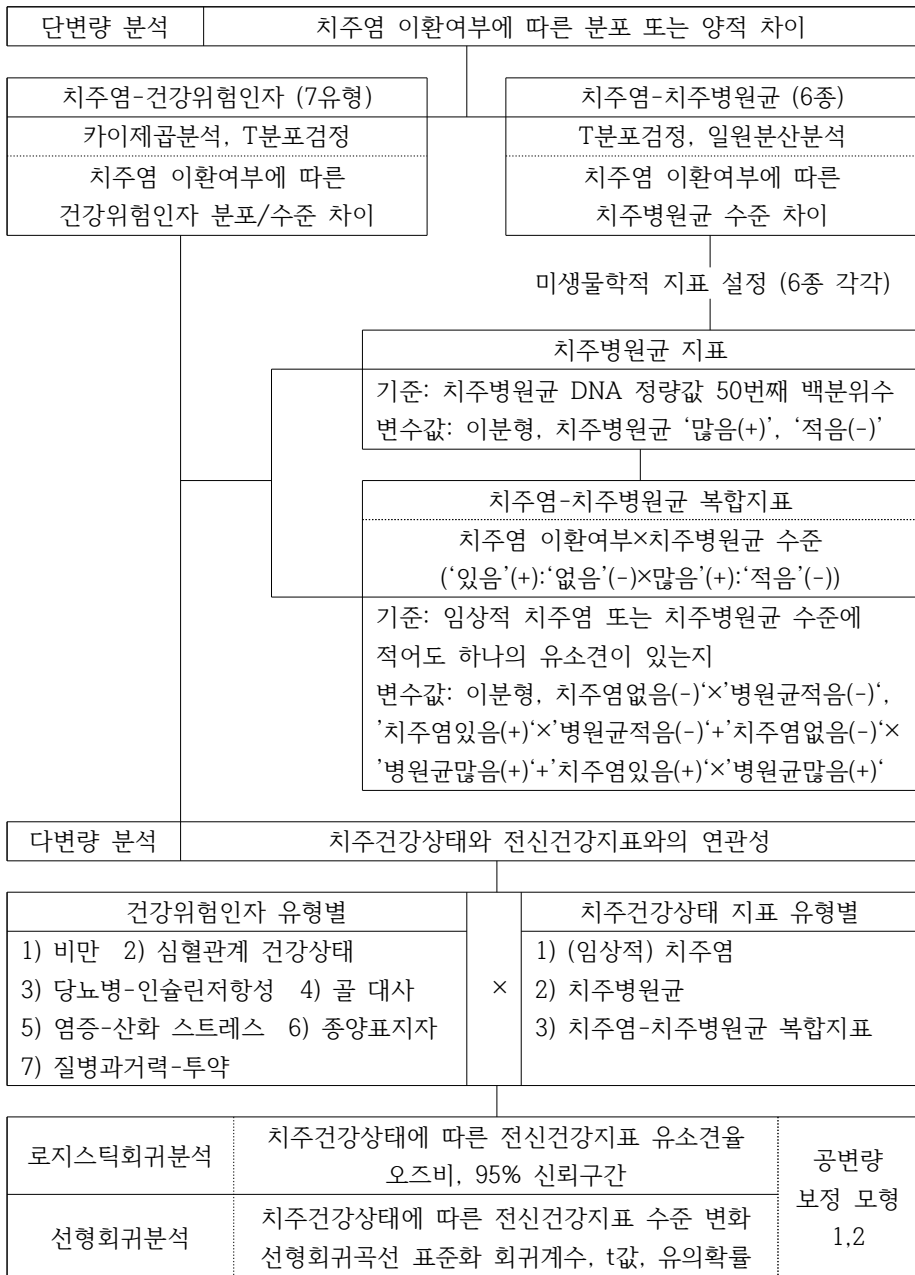 단변량 분석 치주염 이환여부에 따른 분포 또는 양적 차이
치주염-건강위험인자 (7유형)
카이제곱분석, T분포검정
치주염 이환여부에 따른
건강위험인자 분포/수준 차이
치주염-치주병원균 (6종)
T분포검정, 일원분산분석
치주염 이환여부에 따른
치주병원균 수준 차이
미생물학적 지표 설정 (6종 각각)
치주병원균 지표
기준: 치주병원균 DNA 정량값 50번째 백분위수
변수값: 이분형, 치주병원균 ‘많음(+)’, ‘적음(-)’
치주염-치주병원균 복합지표
치주염 이환여부×치주병원균 수준
(‘있음’(+):‘없음’(-)×많음’(+):‘적음’(-))
기준: 임상적 치주염 또는 치주병원균 수준에
적어도 하나의 유소견이 있는지
변수값: 이분형, 치주염없음(-)‘×’병원균적음(-)‘,
’치주염있음(+)‘×’병원균적음(-)‘+’치주염없음(-)‘×
’병원균많음(+)‘+’치주염있음(+)‘×’병원균많음(+)‘
다변량 분석 치주건강상태와 전신건강지표와의 연관성
건강위험인자 유형별
1) 비만 2) 심혈관계 건강상태
3) 당뇨병-인슐린저항성 4) 골 대사
5) 염증-산화 스트레스 6) 종양표지자
7) 질병과거력-투약
×
치주건강상태 지표 유형별
1) (임상적) 치주염
2) 치주병원균
3) 치주염-치주병원균 복합지표
로지스틱회귀분석
치주건강상태에 따른 전신건강지표 유소견율
오즈비, 95% 신뢰구간
선형회귀분석
치주건강상태에 따른 전신건강지표 수준 변화
선형회귀곡선 표준화 회귀계수, t값, 유의확률
공변량
보정 모형
1,2